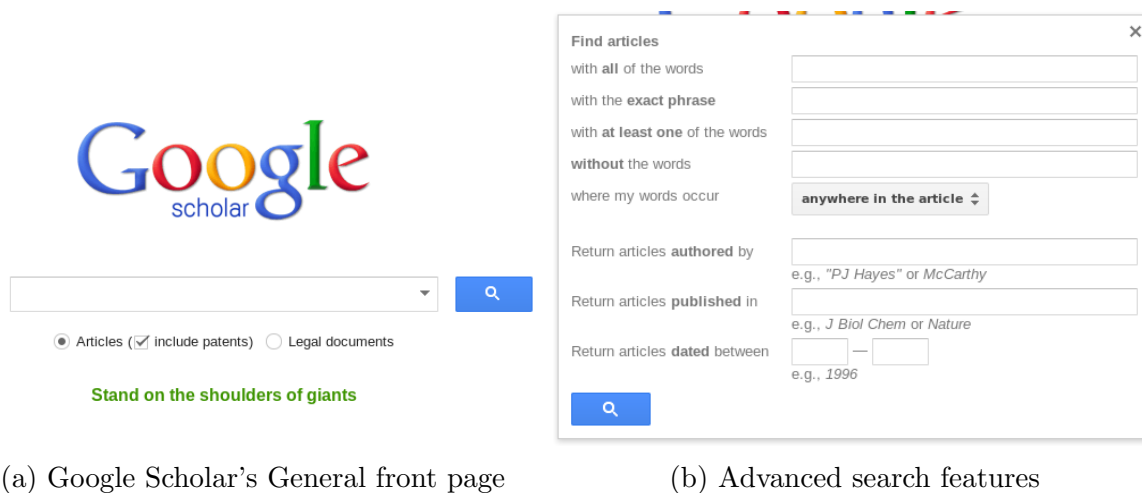 Google
scholar
Articles ( include patents) Legal documents
Stand on the shoulders of giants
(a) Google Scholar's General front page
Find articles
with all of the words
with the exact phrase
with at least one of the words
without the words
where my words occur anywhere in the article
Return articles authored by
e.g., "PJ Hayes" or McCarthy
Return articles published in
e.g., J Biol Chem or Nature
Return articles dated between —
e.g., 1996
(b) Advanced search features